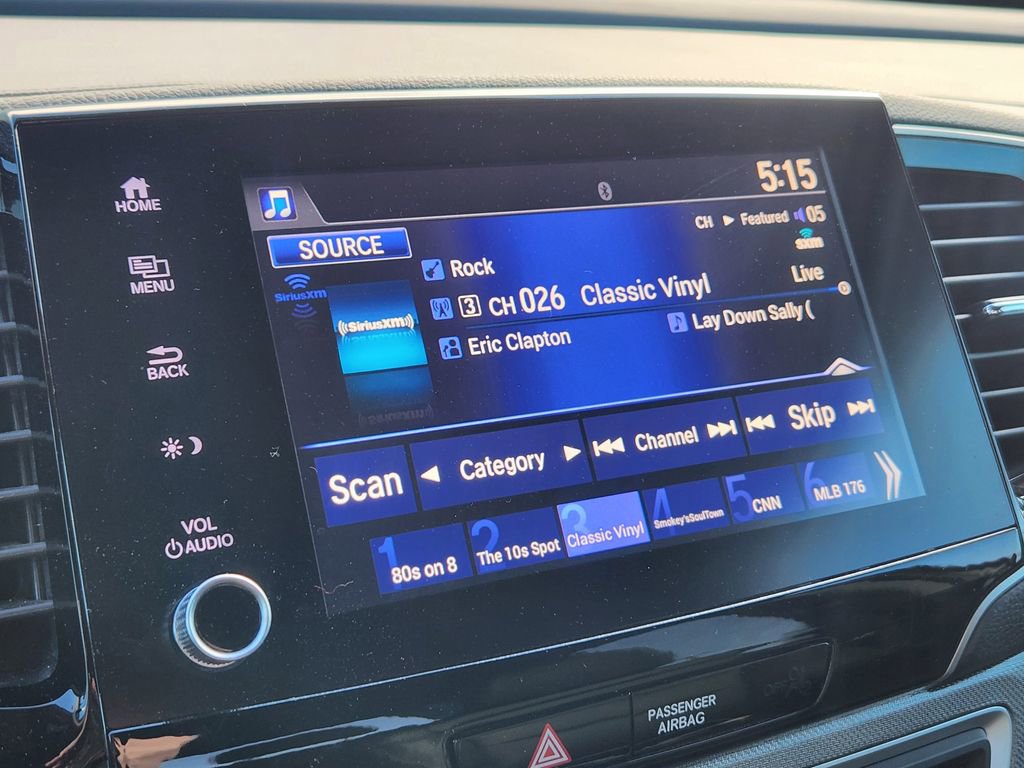 HOME
MENU
BACK
VOL
AUDIO
5:15
CH ▶ Featured 05
SOURCE
sxm
SiriusXM
Rock
Live
3 CH 026 Classic Vinyl
((SiriusXM))
Eric Clapton
Lay Down Sally (
Scan
Category
Channel
Skip
1 80s on 8
2 The 10s Spot
3 Classic Vinyl
4 Smokey'sSoulTown
5 CNN
6 MLB 176
PASSENGER
AIRBAG